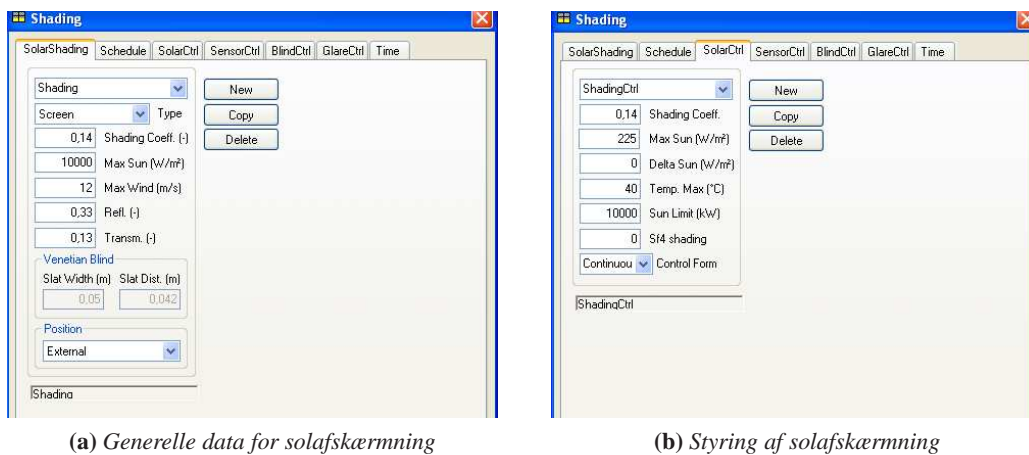 Shading
SolarShading Schedule SolarCtrl SensorCtrl BlindCtrl GlareCtrl Time
Shading
New
Screen Type
Copy
0,14 Shading Coeff. (-)
Delete
10000 Max Sun (W/m²)
12 Max Wind (m/s)
0,33 Refl. (-)
0,13 Transm. (-)
Venetian Blind
Slat Width (m) Slat Dist. (m)
0,05 0,042
Position
External
Shading
(a) Generelle data for solafskærmning
Shading
SolarShading Schedule SolarCtrl SensorCtrl BlindCtrl GlareCtrl Time
ShadingCtrl
New
0,14 Shading Coeff.
Copy
225 Max Sun (W/m²)
Delete
0 Delta Sun (W/m²)
40 Temp. Max (°C)
10000 Sun Limit (kW)
0 Sf4 shading
Continuou Control Form
ShadingCtrl
(b) Styring af solafskærmning